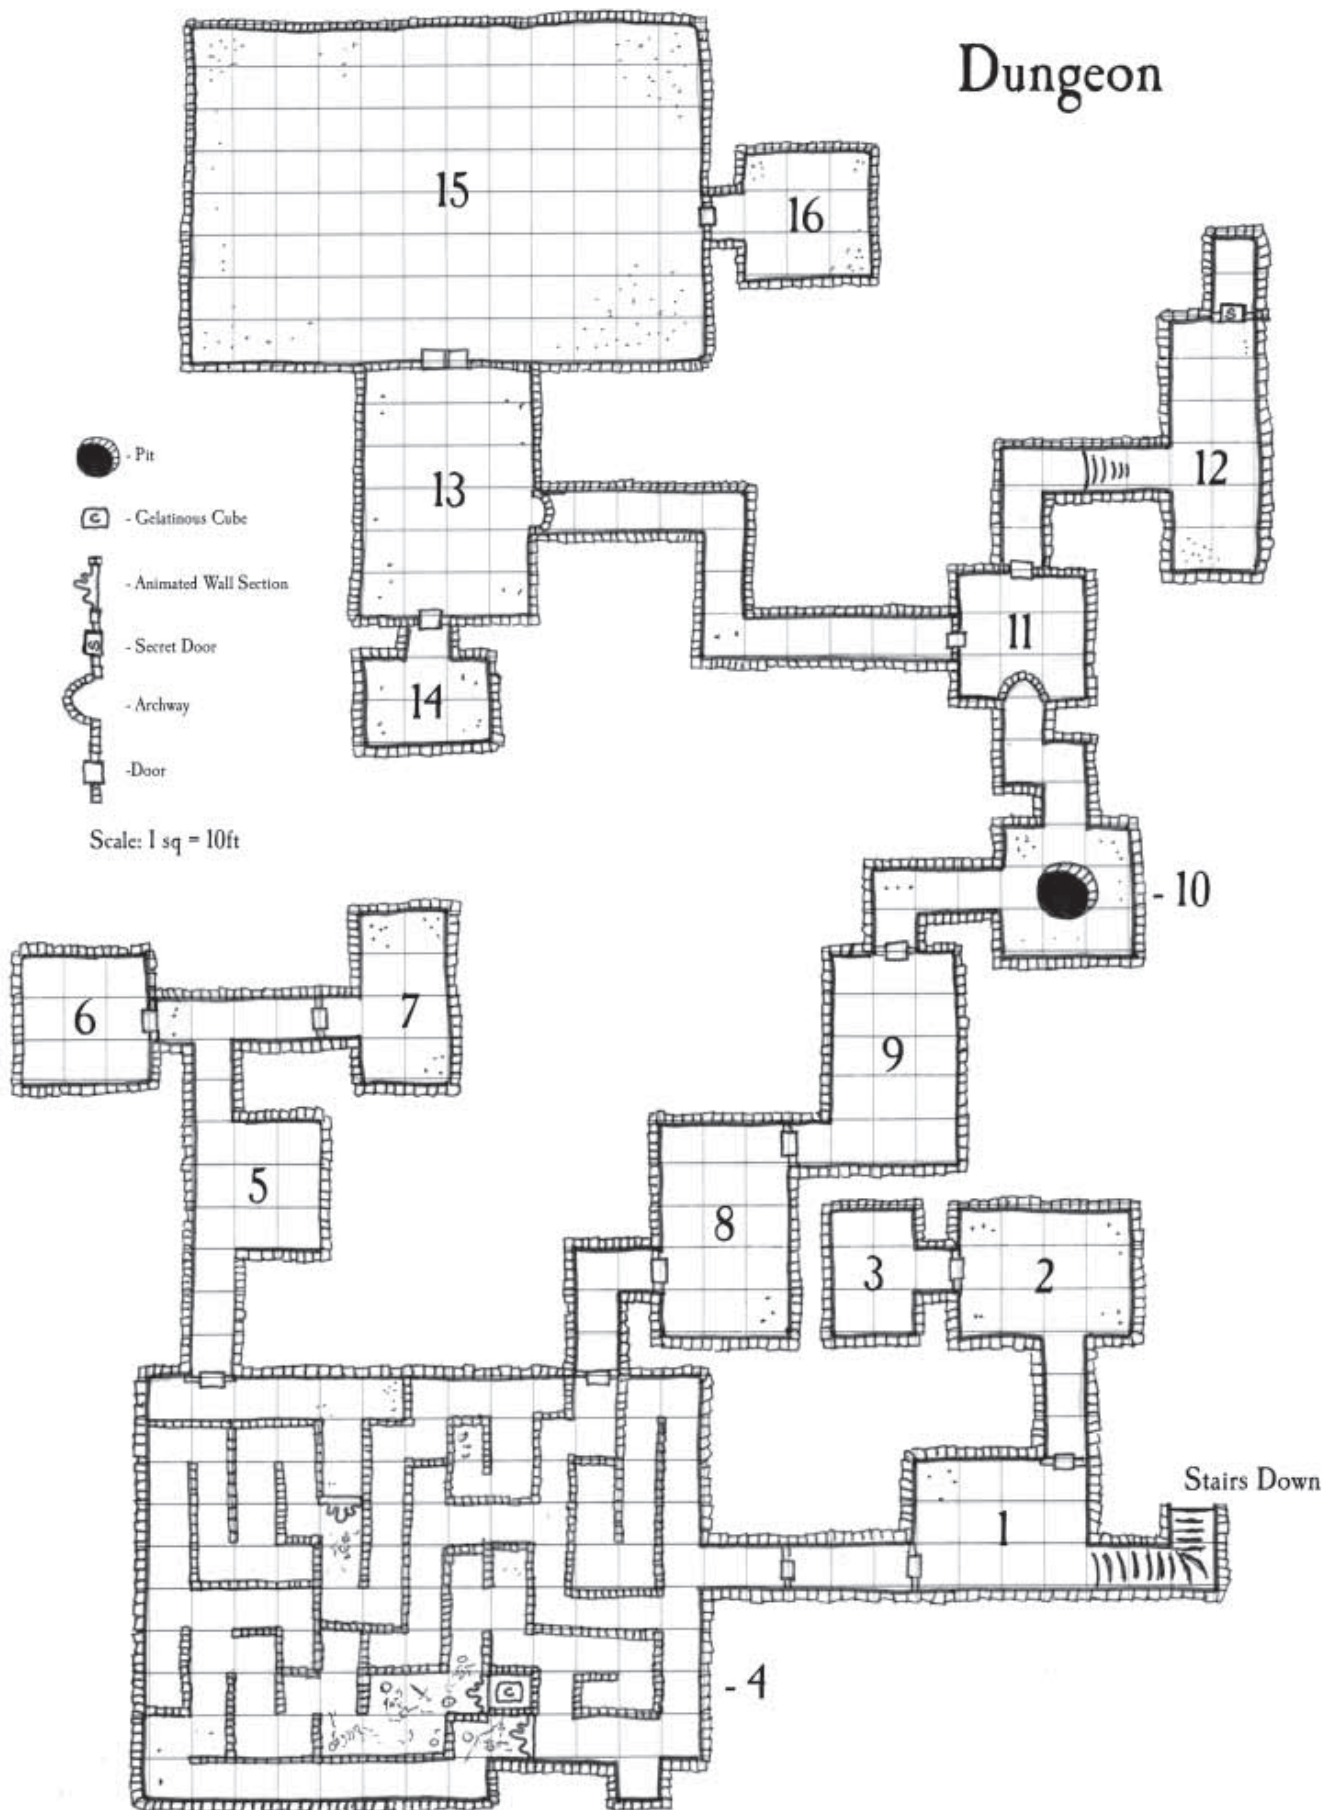 Dungeon
15
16
- Pit
13
12
C - Gelatinous Cube
- Animated Wall Section
11
S - Secret Door
14
- Archway
-Door
Scale: 1 sq = 10ft
- 10
6
7
9
5
8
3
2
Stairs Down
1
- 4
C
S